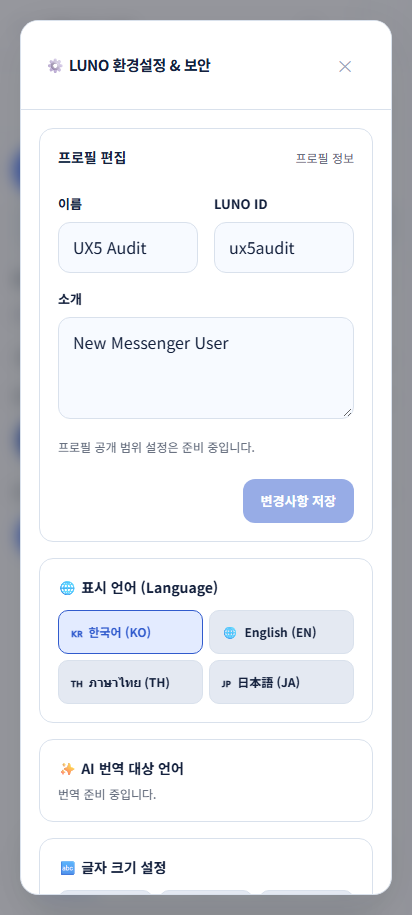 LUNO 환경설정 & 보안
프로필 편집
프로필 정보
이름
LUNO ID
UX5 Audit
ux5audit
소개
New Messenger User
프로필 공개 범위 설정은 준비 중입니다.
변경사항 저장
🌐 표시 언어 (Language)
KR 한국어 (KO)
🌐 English (EN)
TH ภาษาไทย (TH)
JP 日本語 (JA)
✨ AI 번역 대상 언어
번역 준비 중입니다.
abc 글자 크기 설정